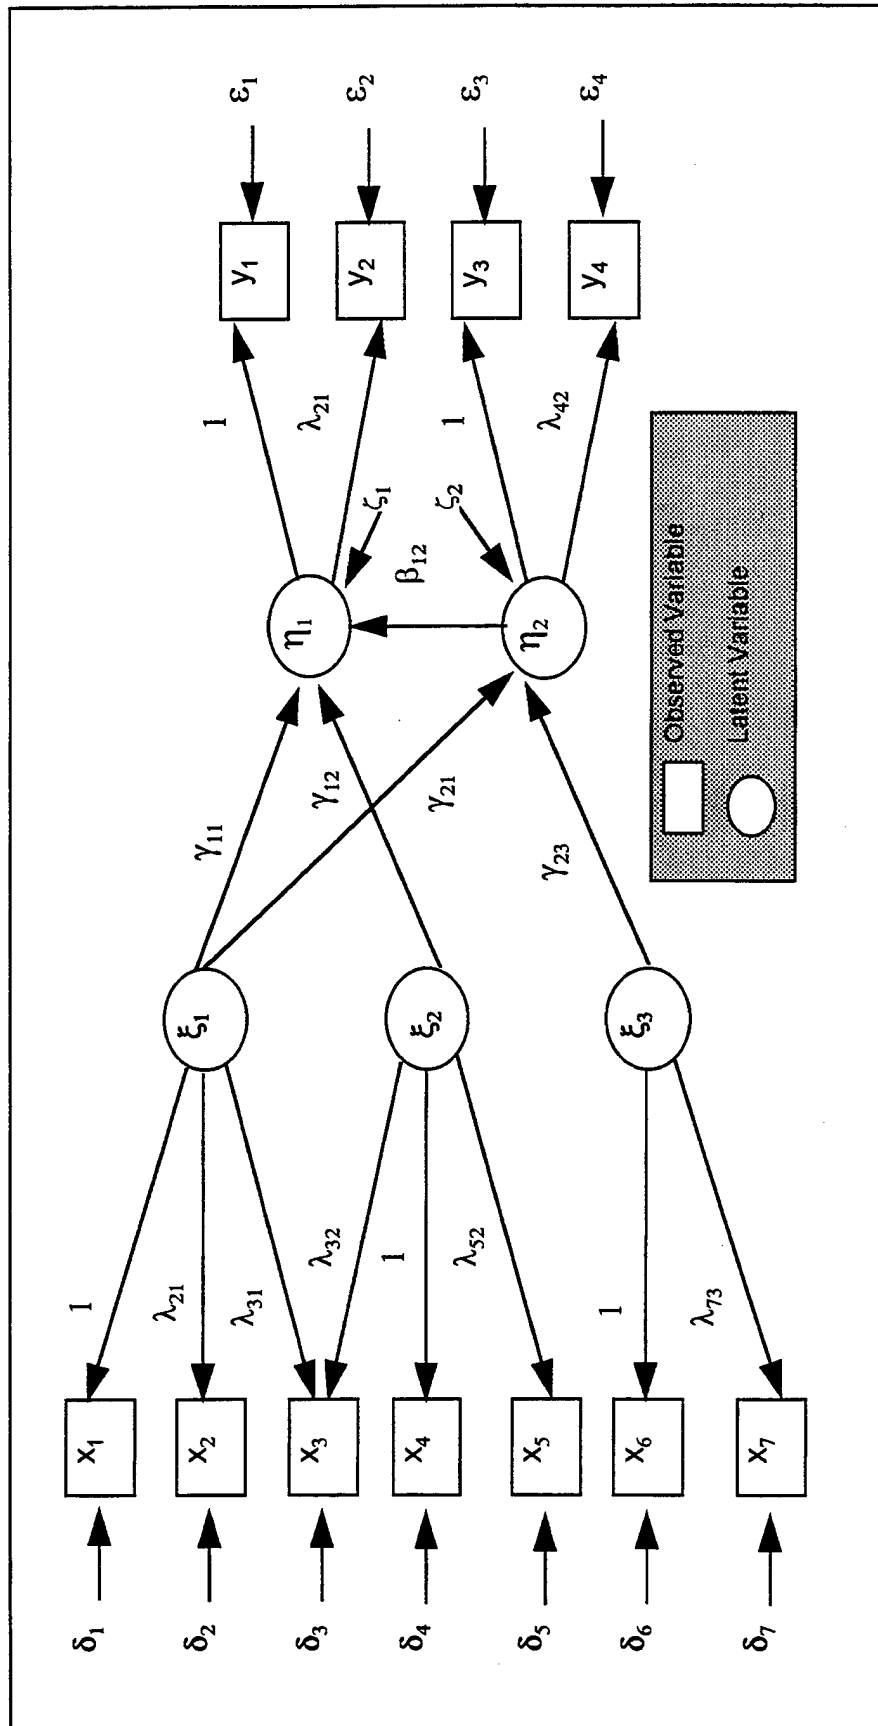 δ1
δ2
δ3
δ4
δ5
δ6
δ7
x1
x2
x3
x4
x5
x6
x7
1
λ21
λ31
λ32
1
λ52
1
λ73
ξ1
ξ2
ξ3
γ11
γ12
γ21
γ23
η1
η2
β12
ζ1
ζ2
1
λ21
1
λ42
y1
y2
y3
y4
ε1
ε2
ε3
ε4
Observed Variable
Latent Variable